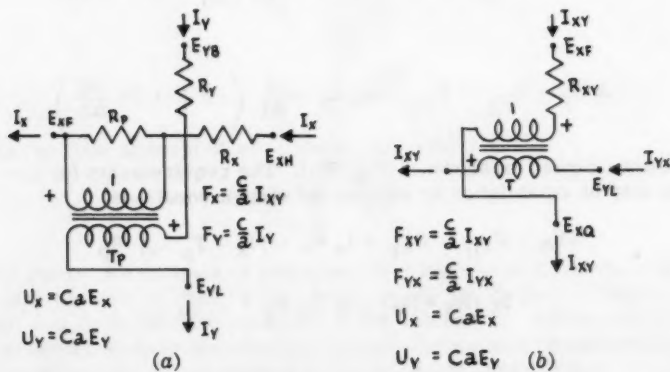 I_Y
E_YB
R_Y
I_X
E_XF
R_P
R_X
I_X
E_XH
1
+
+
T_P
F_X = c/a I_XY
F_Y = c/a I_Y
E_YL
I_Y
U_X = CaE_X
U_Y = CaE_Y
(a)
I_XY
E_XF
R_XY
1
+
I_XY
+
T
I_YX
E_YL
E_XQ
I_XY
F_XY = c/a I_XY
F_YX = c/a I_YX
U_X = CaE_X
U_Y = CaE_Y
(b)